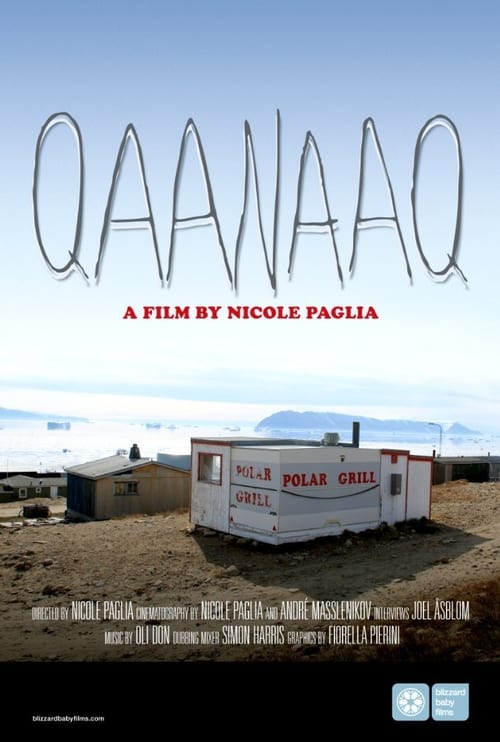 QAANAAQ
A FILM BY NICOLE PAGLIA
POLAR GRILL
POLAR
GRILL
DIRECTED BY NICOLE PAGLIA CINEMATOGRAPHY BY NICOLE PAGLIA AND ANDRÉ MASSLENIKOV INTERVIEWS JOEL ÅSBLOM
MUSIC BY OLI DON DUBBING MIXER SIMON HARRIS GRAPHICS BY FIORELLA PIERINI
blizzardbabyfilms.com
blizzard
baby
films